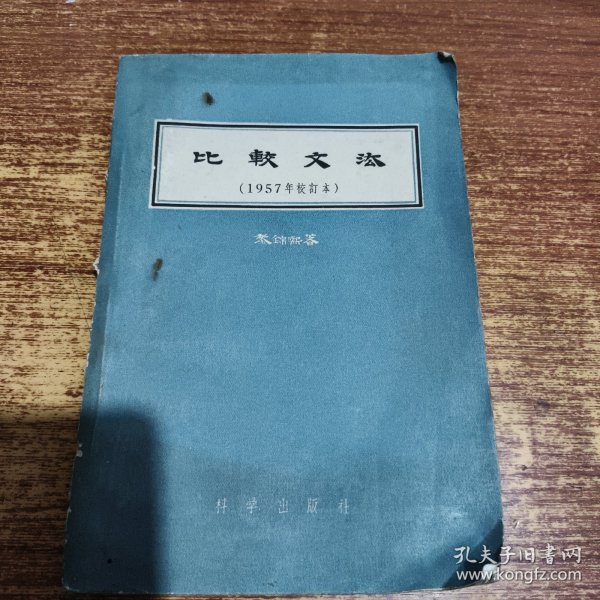 比較文法
(1957年校訂本)
黎錦熙著
科学出版社
孔夫子旧书网
www.kongfz.com